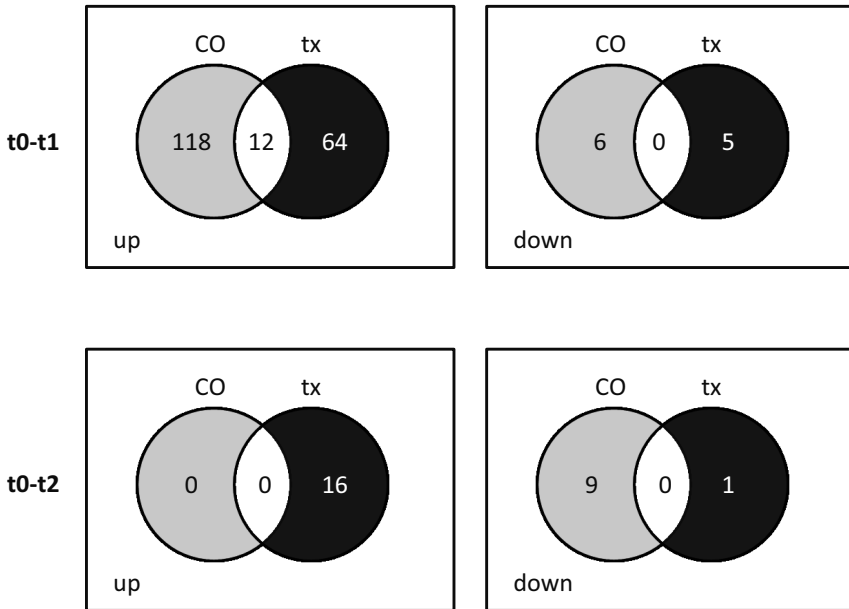 CO tx
CO tx
t0-t1
118 12 64
6 0 5
up
down
CO tx
CO tx
t0-t2
0 0 16
9 0 1
up
down